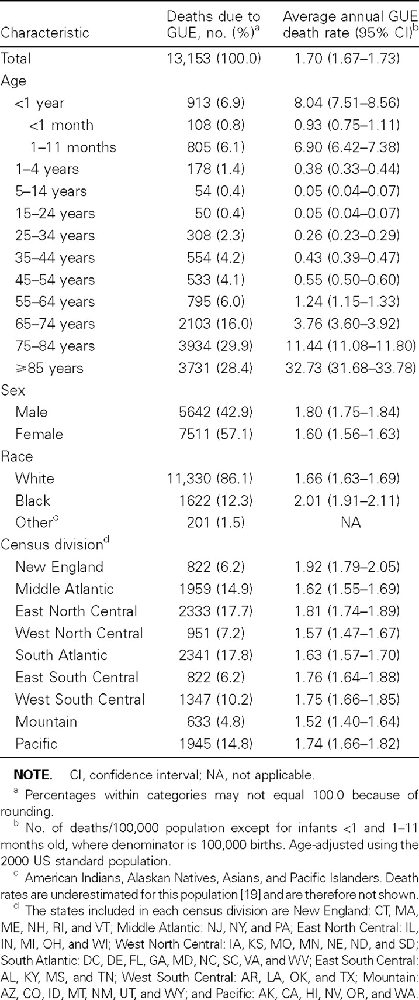 Characteristic Deaths due to GUE, no. (%)a Average annual GUE death rate (95% CI)b
Total 13,153 (100.0) 1.70 (1.67–1.73)
Age
<1 year 913 (6.9) 8.04 (7.51–8.56)
<1 month 108 (0.8) 0.93 (0.75–1.11)
1–11 months 805 (6.1) 6.90 (6.42–7.38)
1–4 years 178 (1.4) 0.38 (0.33–0.44)
5–14 years 54 (0.4) 0.05 (0.04–0.07)
15–24 years 50 (0.4) 0.05 (0.04–0.07)
25–34 years 308 (2.3) 0.26 (0.23–0.29)
35–44 years 554 (4.2) 0.43 (0.39–0.47)
45–54 years 533 (4.1) 0.55 (0.50–0.60)
55–64 years 795 (6.0) 1.24 (1.15–1.33)
65–74 years 2103 (16.0) 3.76 (3.60–3.92)
75–84 years 3934 (29.9) 11.44 (11.08–11.80)
⩾85 years 3731 (28.4) 32.73 (31.68–33.78)
Sex
Male 5642 (42.9) 1.80 (1.75–1.84)
Female 7511 (57.1) 1.60 (1.56–1.63)
Race
White 11,330 (86.1) 1.66 (1.63–1.69)
Black 1622 (12.3) 2.01 (1.91–2.11)
Otherc 201 (1.5) NA
Census divisiond
New England 822 (6.2) 1.92 (1.79–2.05)
Middle Atlantic 1959 (14.9) 1.62 (1.55–1.69)
East North Central 2333 (17.7) 1.81 (1.74–1.89)
West North Central 951 (7.2) 1.57 (1.47–1.67)
South Atlantic 2341 (17.8) 1.63 (1.57–1.70)
East South Central 822 (6.2) 1.76 (1.64–1.88)
West South Central 1347 (10.2) 1.75 (1.66–1.85)
Mountain 633 (4.8) 1.52 (1.40–1.64)
Pacific 1945 (14.8) 1.74 (1.66–1.82)
NOTE. CI, confidence interval; NA, not applicable.
a Percentages within categories may not equal 100.0 because of
rounding.
b No. of deaths/100,000 population except for infants <1 and 1–11
months old, where denominator is 100,000 births. Age-adjusted using the
2000 US standard population.
c American Indians, Alaskan Natives, Asians, and Pacific Islanders. Death
rates are underestimated for this population [19] and are therefore not shown.
d The states included in each census division are New England: CT, MA,
ME, NH, RI, and VT; Middle Atlantic: NJ, NY, and PA; East North Central: IL,
IN, MI, OH, and WI; West North Central: IA, KS, MO, MN, NE, ND, and SD;
South Atlantic: DC, DE, FL, GA, MD, NC, SC, VA, and WV; East South Central:
AL, KY, MS, and TN; West South Central: AR, LA, OK, and TX; Mountain:
AZ, CO, ID, MT, NM, UT, and WY; and Pacific: AK, CA, HI, NV, OR, and WA.